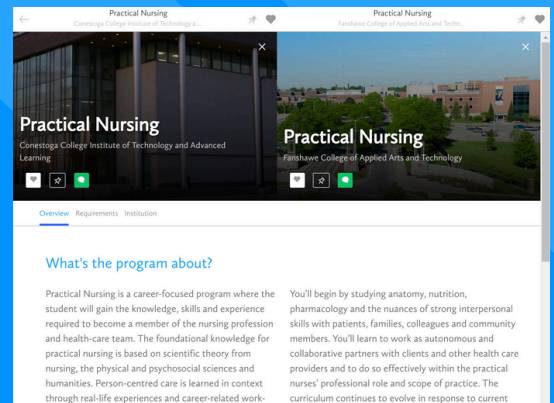 Practical Nursing
Conestoga College Institute of Technology a...
Practical Nursing
Fanshawe College of Applied Arts and Techn...
Practical Nursing
Conestoga College Institute of Technology and Advanced
Learning
Practical Nursing
Fanshawe College of Applied Arts and Technology
Overview Requirements Institution
What's the program about?
Practical Nursing is a career-focused program where the
student will gain the knowledge, skills and experience
required to become a member of the nursing profession
and health-care team. The foundational knowledge for
practical nursing is based on scientific theory from
nursing, the physical and psychosocial sciences and
humanities. Person-centred care is learned in context
through real-life experiences and career-related work-
You'll begin by studying anatomy, nutrition,
pharmacology and the nuances of strong interpersonal
skills with patients, families, colleagues and community
members. You'll learn to work as autonomous and
collaborative partners with clients and other health care
providers and to do so effectively within the practical
nurses' professional role and scope of practice. The
curriculum continues to evolve in response to current